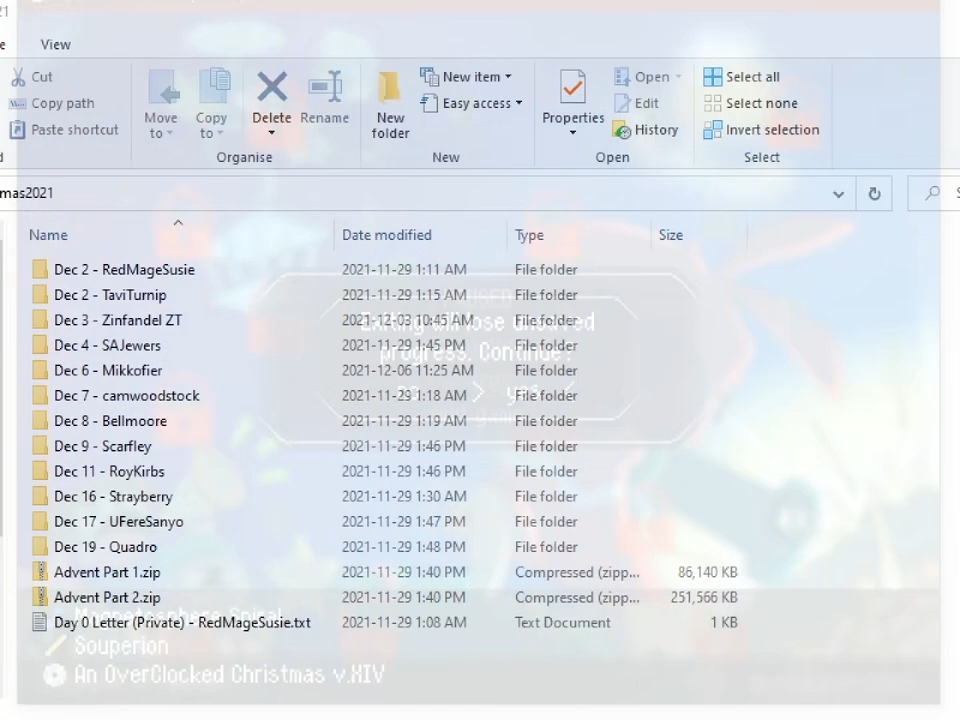 21
e View
Cut
Copy path
Paste shortcut
Move to
Copy to
Delete
Rename
New folder
New item
Easy access
Properties
Open
Edit
History
Select all
Select none
Invert selection
d Organise New Open Select
mas2021
S
Name Date modified Type Size
Dec 2 - RedMageSusie 2021-11-29 1:11 AM File folder
Dec 2 - TaviTurnip 2021-11-29 1:15 AM File folder
Dec 3 - Zinfandel ZT 2021-12-03 10:45 AM File folder
Dec 4 - SAJewers 2021-11-29 1:45 PM File folder
Dec 6 - Mikkofier 2021-12-06 11:25 AM File folder
Dec 7 - camwoodstock 2021-11-29 1:18 AM File folder
Dec 8 - Bellmoore 2021-11-29 1:19 AM File folder
Dec 9 - Scarfley 2021-11-29 1:46 PM File folder
Dec 11 - RoyKirbs 2021-11-29 1:46 PM File folder
Dec 16 - Strayberry 2021-11-29 1:30 AM File folder
Dec 17 - UFereSanyo 2021-11-29 1:47 PM File folder
Dec 19 - Quadro 2021-11-29 1:48 PM File folder
Advent Part 1.zip 2021-11-29 1:40 PM Compressed (zipp... 86,140 KB
Advent Part 2.zip 2021-11-29 1:40 PM Compressed (zipp... 251,566 KB
Day 0 Letter (Private) - RedMageSusie.txt 2021-11-29 1:08 AM Text Document 1 KB
Exiting will lose unsaved
progress. Continue?
no yes
Magnetosphere Spiral
Souperion
An OverClocked Christmas v.XIV